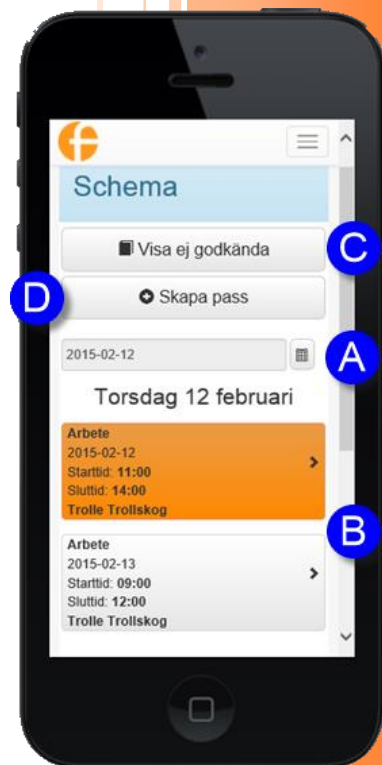 Schema
Visa ej godkända
C
D
Skapa pass
2015-02-12
A
Torsdag 12 februari
Arbete
2015-02-12
Starttid: 11:00
Sluttid: 14:00
Trolle Trollskog
B
Arbete
2015-02-13
Starttid: 09:00
Sluttid: 12:00
Trolle Trollskog